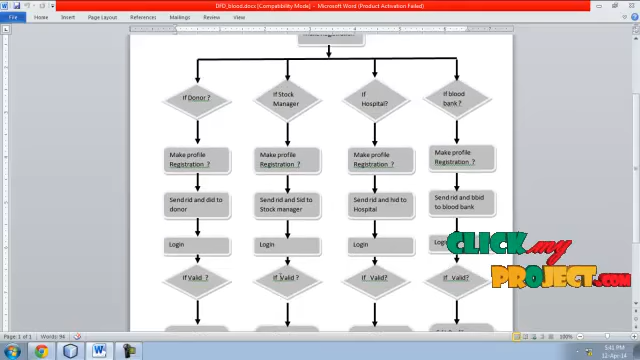 DFD_blood.docx [Compatibility Mode] - Microsoft Word (Product Activation Failed)
File Home Insert Page Layout References Mailings Review View
Make Registration?
If Donor ?
If Stock
Manager
If
Hospital?
If blood
bank ?
Make profile
Registration ?
Make profile
Registration ?
Make profile
Registration ?
Make profile
Registration ?
Send rid and did to
donor
Send rid and Sid to
Stock manager
Send rid and hid to
Hospital
Send rid and bbid
to blood bank
Login
Login
Login
If Valid ?
If Valid ?
If Valid?
If Valid?
CLICK my
PROJECT.COM
Page: 1 of 1 Words: 94
100%
5:41 PM
12-Apr-14